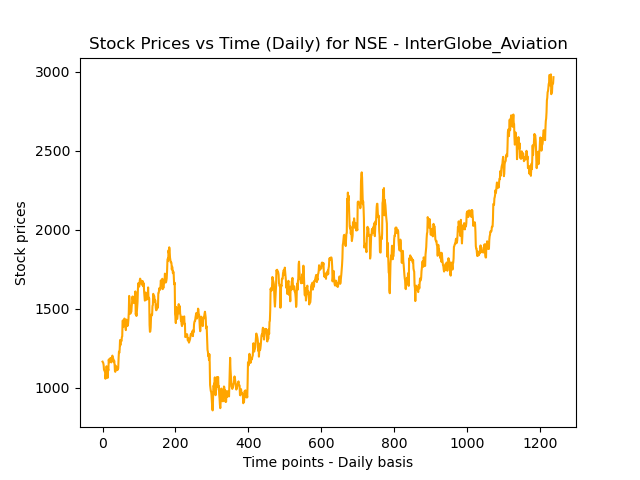 Stock Prices vs Time (Daily) for NSE - InterGlobe_Aviation
3000
2500
2000
1500
1000
Stock prices
0 200 400 600 800 1000 1200
Time points - Daily basis